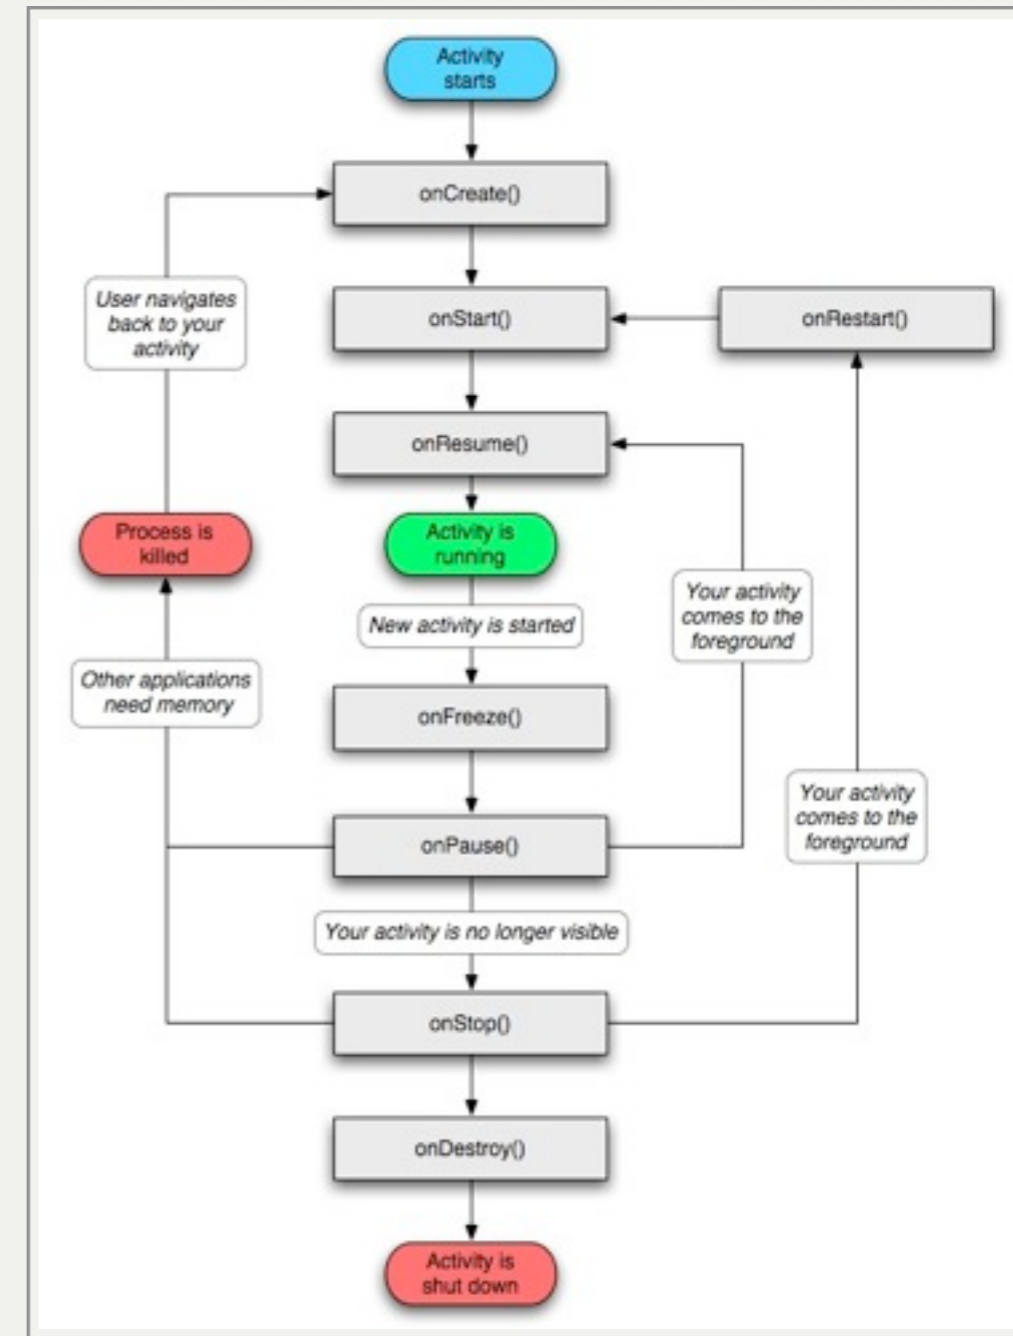 Activity
starts
onCreate()
User navigates
back to your
activity
onStart()
onRestart()
onResume()
Process is
killed
Activity is
running
New activity is started
Your activity
comes to the
foreground
Other applications
need memory
onFreeze()
Your activity
comes to the
foreground
onPause()
Your activity is no longer visible
onStop()
onDestroy()
Activity is
shut down